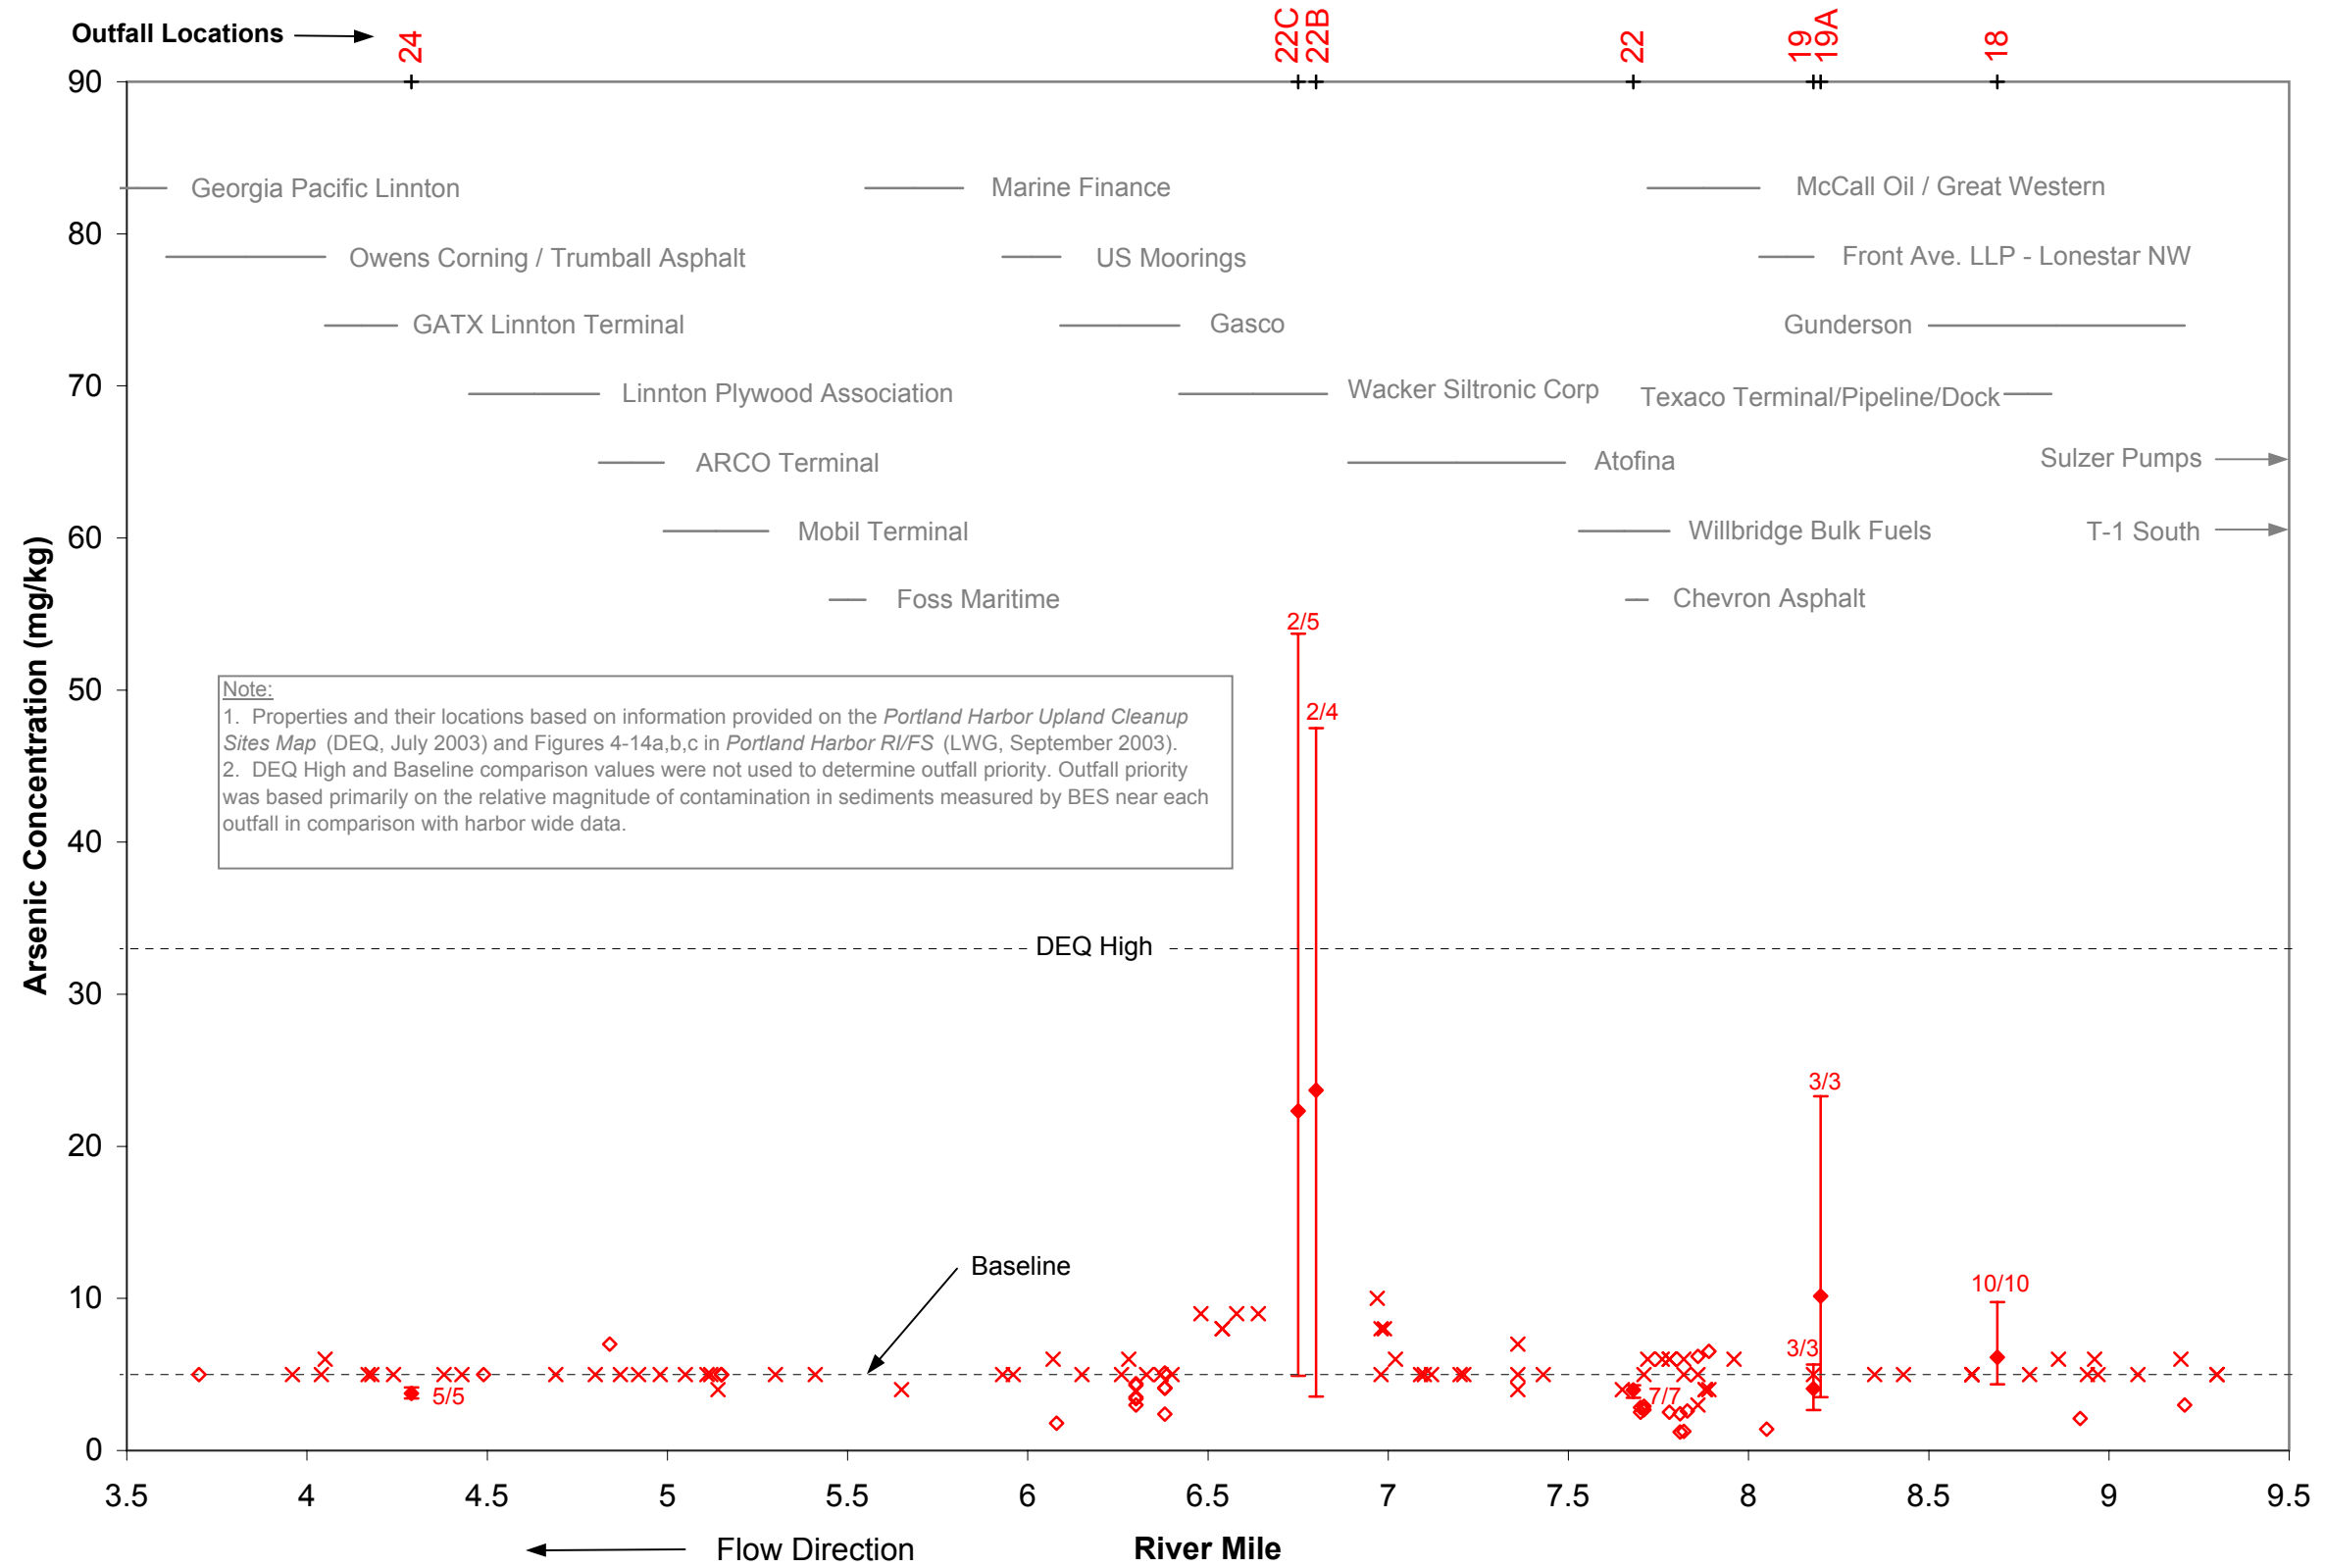 Outfall Locations
24
22C
22B
22
19
19A
18
90
80
70
60
50
40
30
20
10
0
Arsenic Concentration (mg/kg)
Georgia Pacific Linnton
Marine Finance
McCall Oil / Great Western
Owens Corning / Trumball Asphalt
US Moorings
Front Ave. LLP - Lonestar NW
GATX Linnton Terminal
Gasco
Gunderson
Linnton Plywood Association
Wacker Siltronic Corp
Texaco Terminal/Pipeline/Dock
ARCO Terminal
Atofina
Sulzer Pumps
Mobil Terminal
Willbridge Bulk Fuels
T-1 South
Foss Maritime
Chevron Asphalt
2/5
2/4
Note:
1. Properties and their locations based on information provided on the Portland Harbor Upland Cleanup
Sites Map (DEQ, July 2003) and Figures 4-14a,b,c in Portland Harbor RI/FS (LWG, September 2003).
2. DEQ High and Baseline comparison values were not used to determine outfall priority. Outfall priority
was based primarily on the relative magnitude of contamination in sediments measured by BES near each
outfall in comparison with harbor wide data.
DEQ High
3/3
Baseline
10/10
3/3
5/5
7/7
3.5
4
4.5
5
5.5
6
6.5
7
7.5
8
8.5
9
9.5
Flow Direction
River Mile